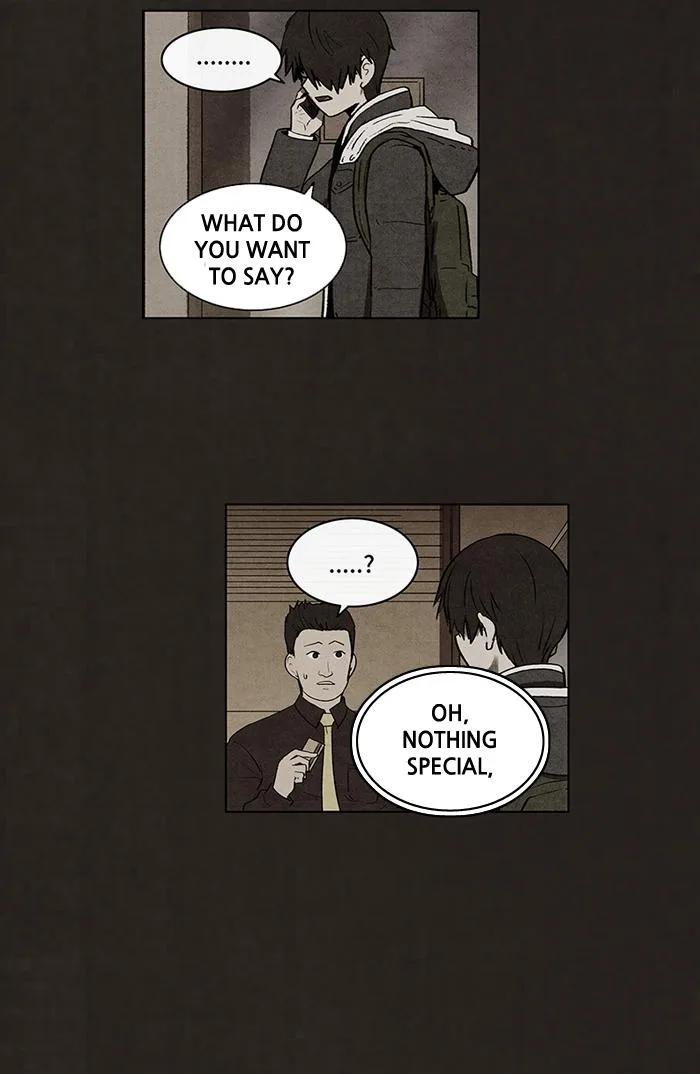 ........
WHAT DO
YOU WANT
TO SAY?
.....?
OH,
NOTHING
SPECIAL,